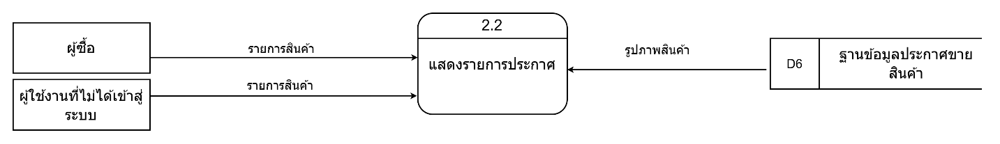 2.2
ผู้ซื้อ
รายการสินค้า
แสดงรายการประกาศ
รูปภาพสินค้า
D6
ฐานข้อมูลประกาศขาย
สินค้า
ผู้ใช้งานที่ไม่ได้เข้าสู่
ระบบ
รายการสินค้า